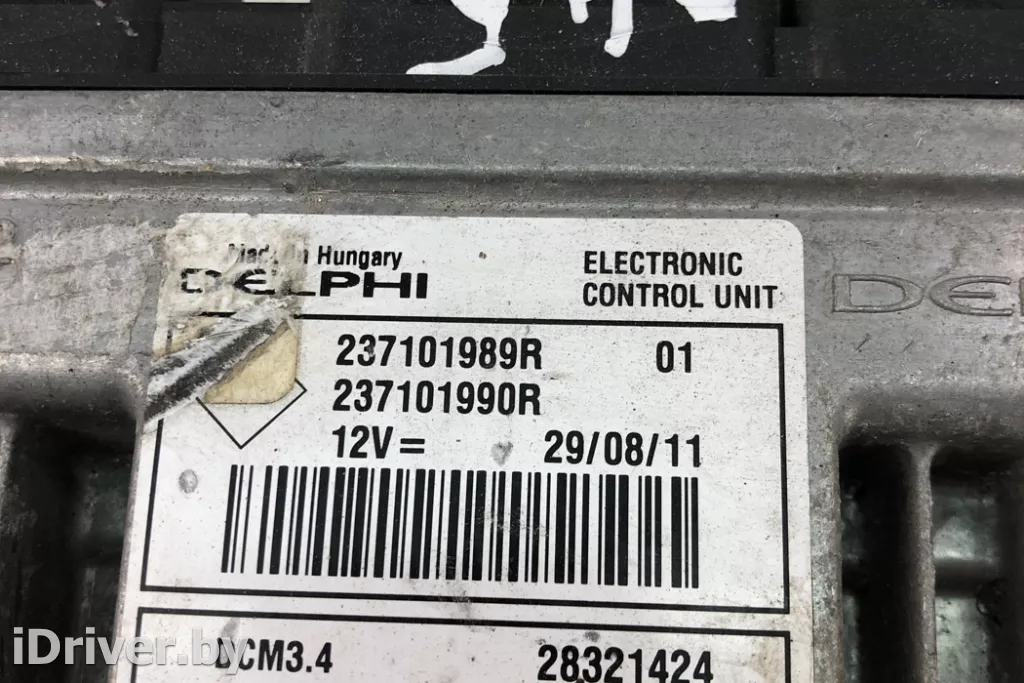 Made in Hungary
DELPHI
ELECTRONIC
CONTROL UNIT
237101989R 01
237101990R
12V= 29/08/11
DCM3.4 28321424
iDriver.by